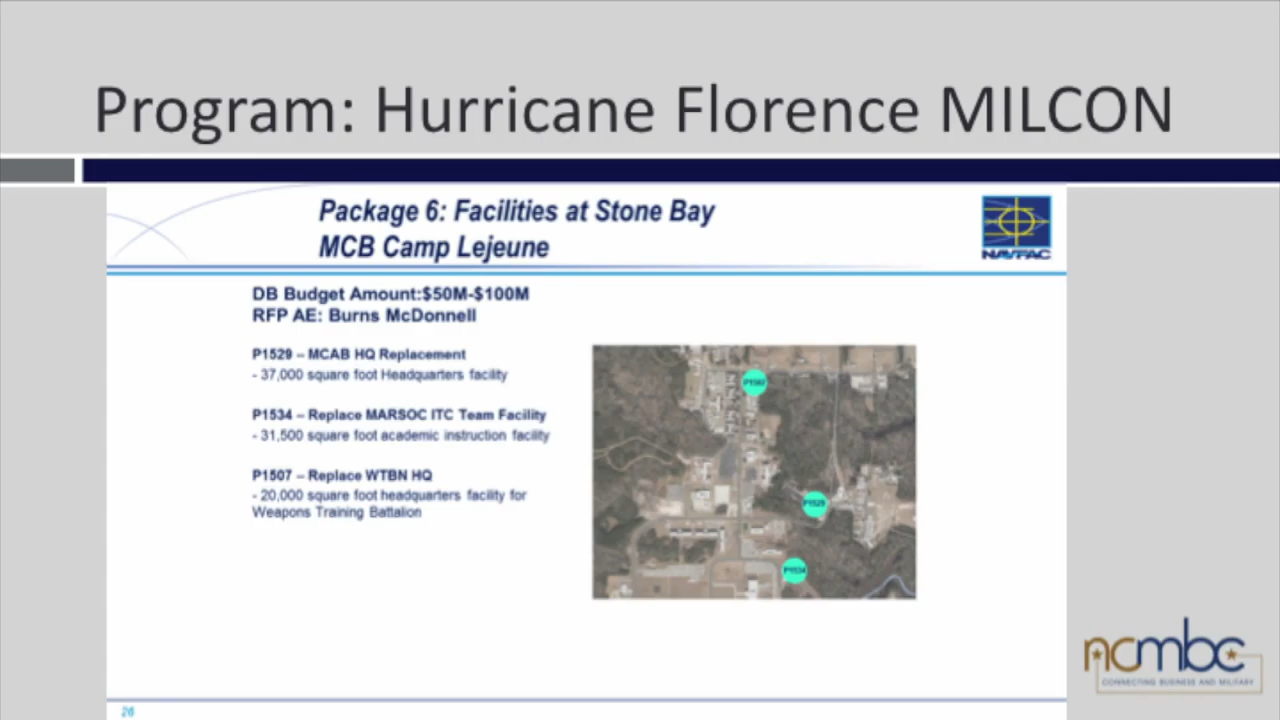 Program: Hurricane Florence MILCON
Package 6: Facilities at Stone Bay
MCB Camp Lejeune
NAVFAC
DB Budget Amount:$50M-$100M
RFP AE: Burns McDonnell
P1529 – MCAB HQ Replacement
- 37,000 square foot Headquarters facility
P1534 – Replace MARSOC ITC Team Facility
- 31,500 square foot academic instruction facility
P1507 – Replace WTBN HQ
- 20,000 square foot headquarters facility for
Weapons Training Battalion
P1507
P1529
P1534
ncmbc
CONNECTING BUSINESS AND MILITARY
26